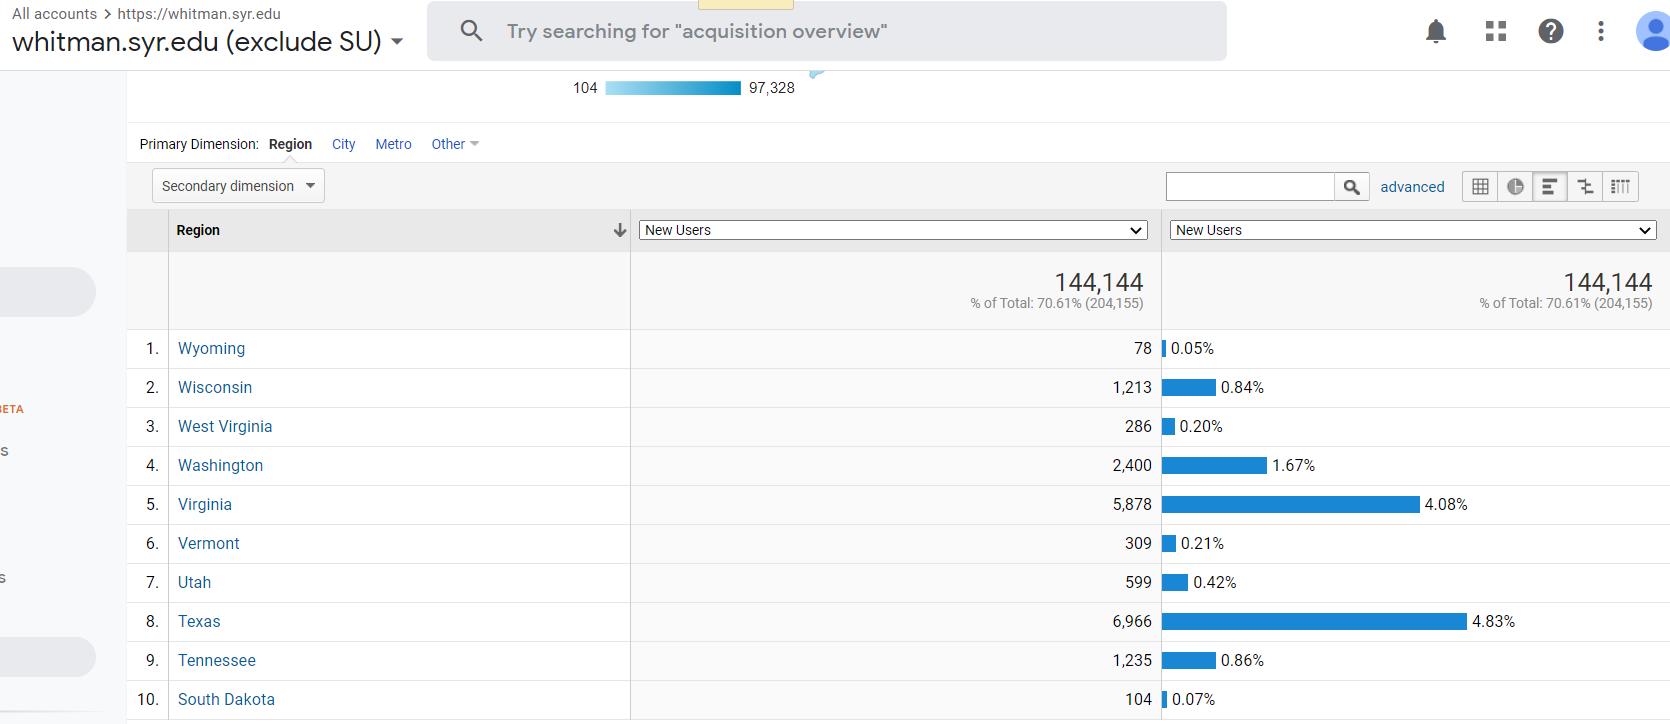 All accounts > https://whitman.syr.edu
whitman.syr.edu (exclude SU)
Try searching for "acquisition overview"
104 97,328
Primary Dimension: Region City Metro Other
Secondary dimension
advanced
Region New Users New Users
144,144 144,144
% of Total: 70.61% (204,155) % of Total: 70.61% (204,155)
1. Wyoming 78 0.05%
2. Wisconsin 1,213 0.84%
BETA
3. West Virginia 286 0.20%
s
4. Washington 2,400 1.67%
5. Virginia 5,878 4.08%
6. Vermont 309 0.21%
s
7. Utah 599 0.42%
8. Texas 6,966 4.83%
9. Tennessee 1,235 0.86%
10. South Dakota 104 0.07%